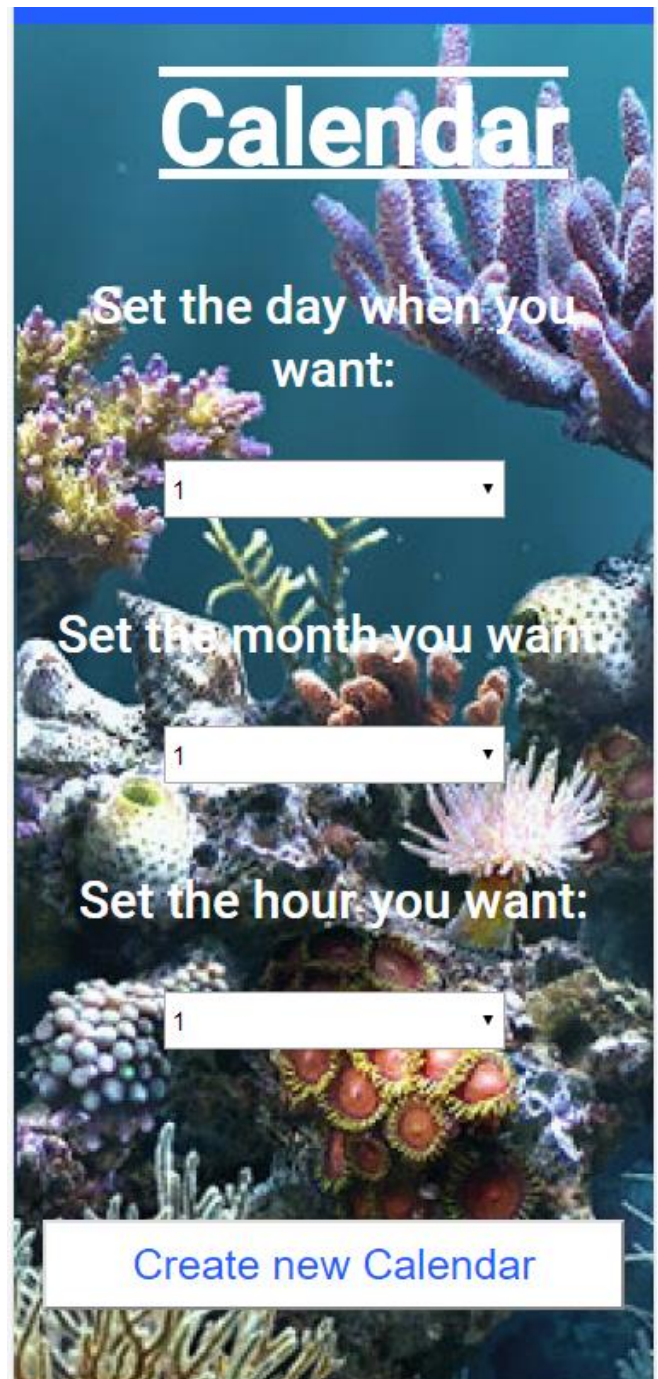 Calendar
Set the day when you
want:
1
Set the month you want:
1
Set the hour you want:
1
Create new Calendar